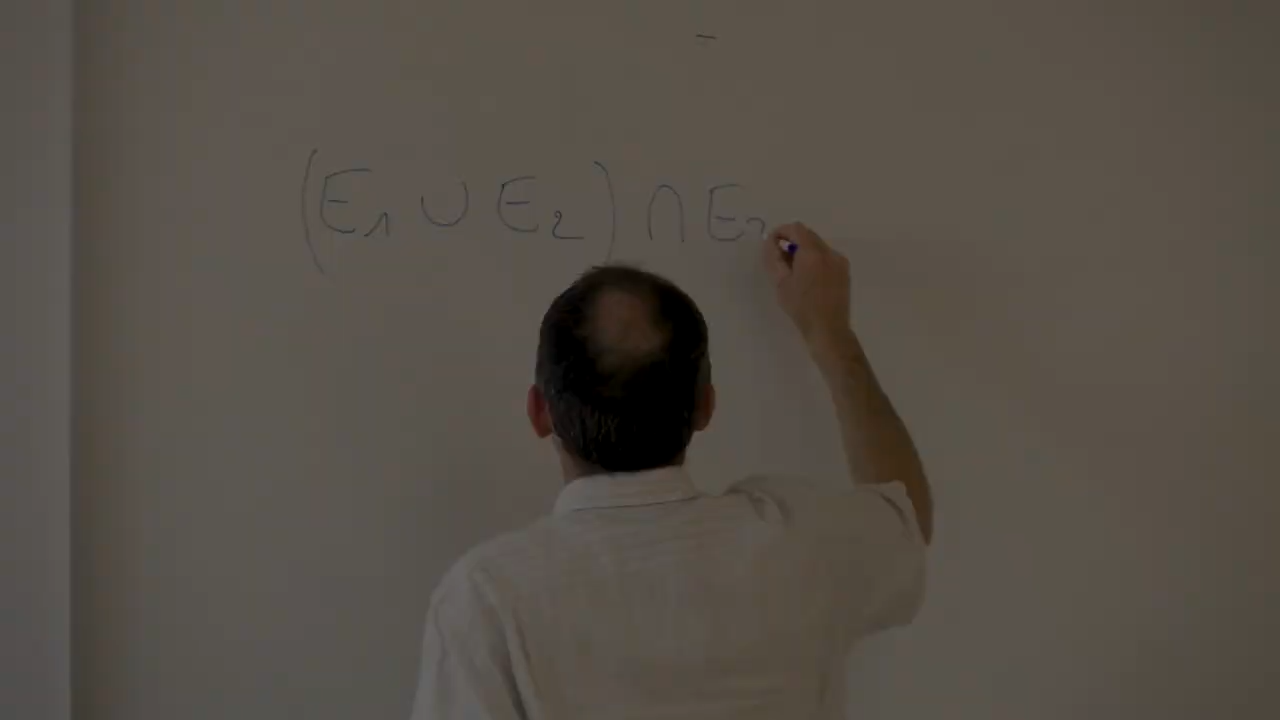 (E₁ ∪ E₂) ∩ E